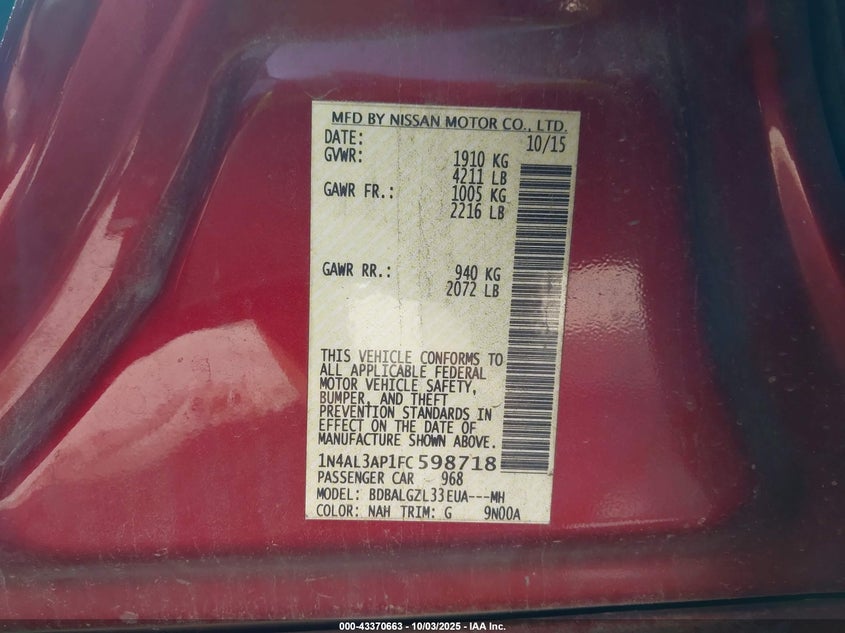 MFD BY NISSAN MOTOR CO., LTD.
DATE: 10/15
GVWR: 1910 KG
4211 LB
GAWR FR.: 1005 KG
2216 LB
GAWR RR.: 940 KG
2072 LB
THIS VEHICLE CONFORMS TO
ALL APPLICABLE FEDERAL
MOTOR VEHICLE SAFETY,
BUMPER, AND THEFT
PREVENTION STANDARDS IN
EFFECT ON THE DATE OF
MANUFACTURE SHOWN ABOVE.
1N4AL3AP1FC598718
PASSENGER CAR 968
MODEL: BDBALGZL33EUA---MH
COLOR: NAH TRIM: G 9N00A
000-43370663 - 10/03/2025 - IAA Inc.